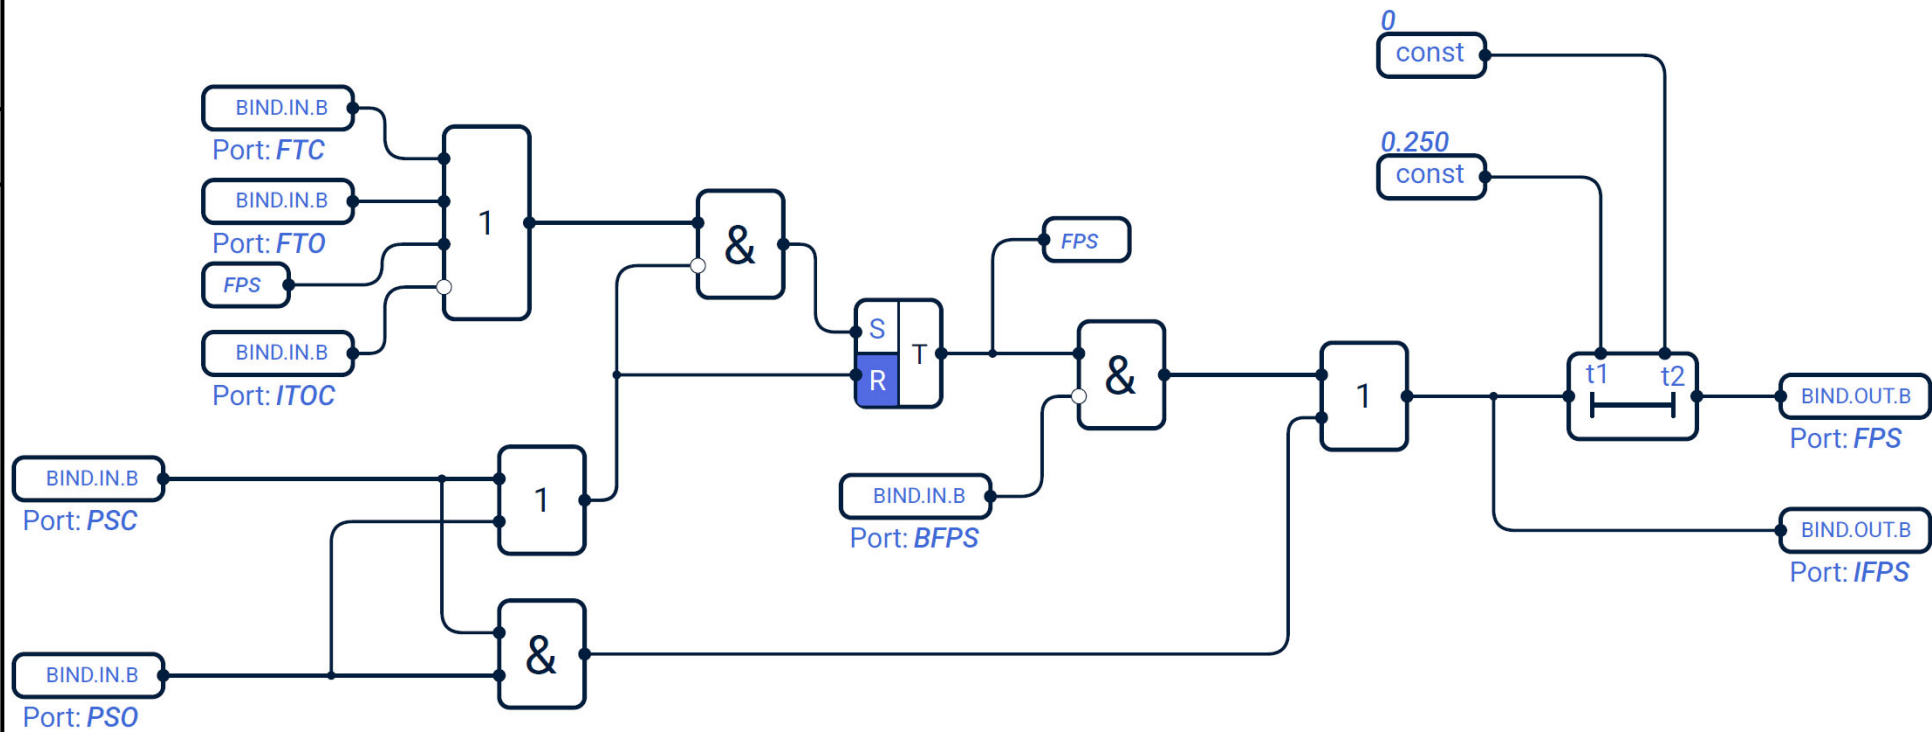 0
const
0.250
const
BIND.IN.B
Port: FTC
BIND.IN.B
Port: FTO
FPS
BIND.IN.B
Port: ITOC
1
&
FPS
S
R
T
&
1
t1
t2
BIND.OUT.B
Port: FPS
BIND.OUT.B
Port: IFPS
BIND.IN.B
Port: PSC
1
BIND.IN.B
Port: BFPS
&
BIND.IN.B
Port: PSO